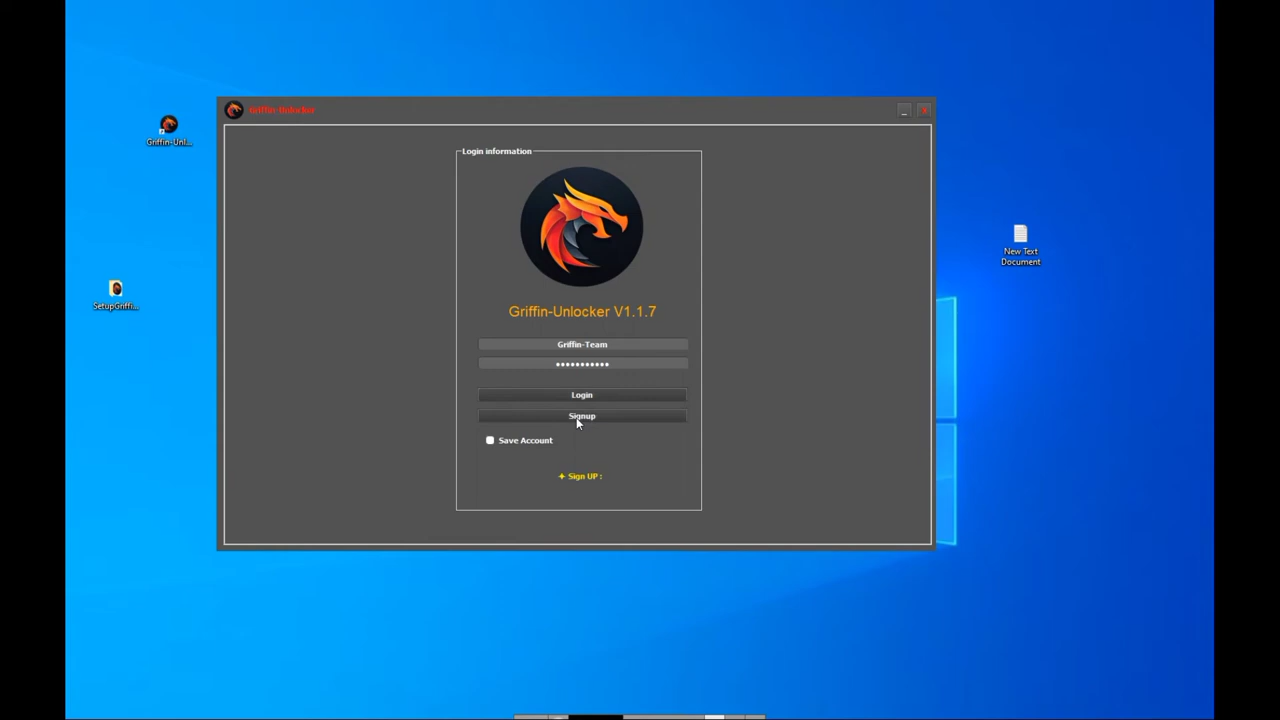 Griffin-Unlocker
Griffin-Unl...
Login information
Griffin-Unlocker V1.1.7
Griffin-Team
Login
Signup
Save Account
Sign UP :
SetupGriffi...
New Text
Document